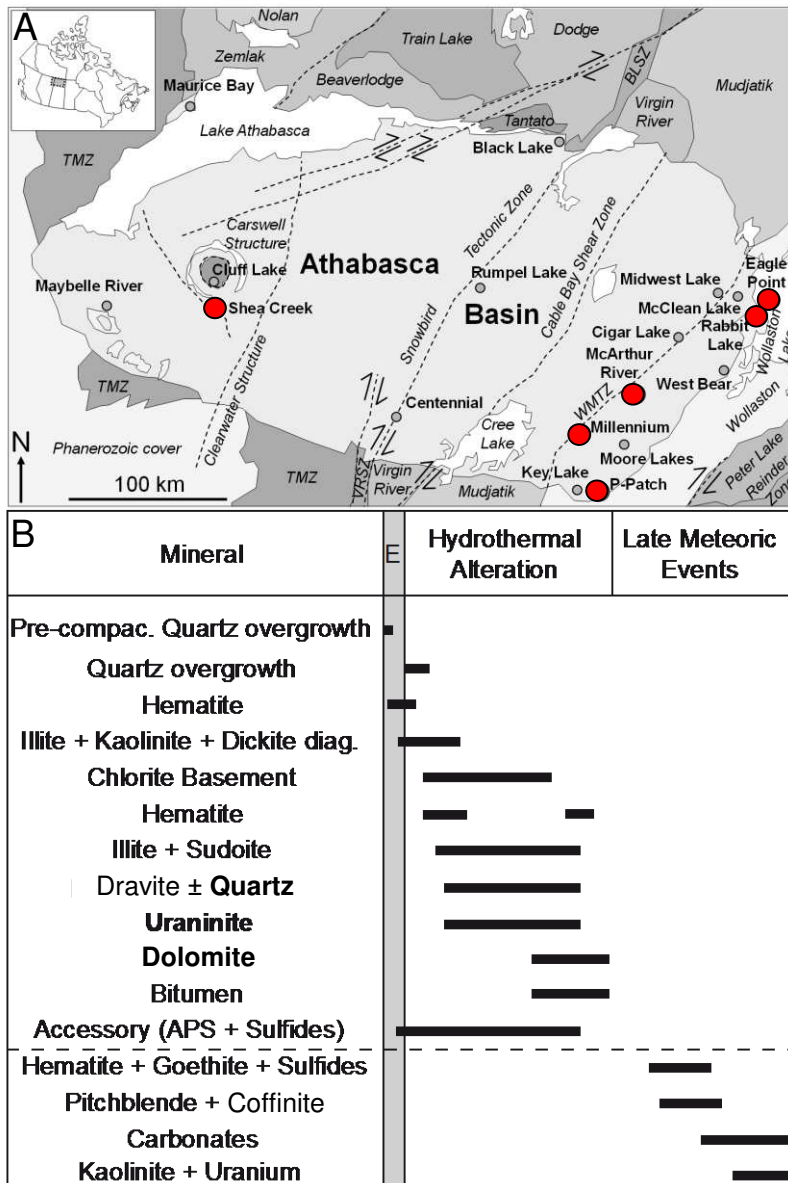 A
Nolan
Dodge
Train Lake
Zemlak
BLSZ
Maurice Bay
Beaverlodge
Mudjatik
Virgin
River
Tantato
Lake Athabasca
Black Lake
TMZ
Carswell
Structure
Tectonic Zone
Cable Bay Shear Zone
Athabasca
Eagle
Point
Cluff Lake
Rumpel Lake
Midwest Lake
Maybelle River
McClean Lake
Shea Creek
Basin
Rabbit
Lake
Wollaston
Lake
Cigar Lake
McArthur
River
Snowbird
West Bear
TMZ
Clearwater Structure
WMTZ
Wollaston
Centennial
Cree
Lake
Millennium
N
Phanerozoic cover
Moore Lakes
Peter Lake
Reinder
Zone
TMZ
VRSZ
Virgin
River
Key Lake
100 km
Mudjatik
P-Patch
B
Mineral
E
Hydrothermal
Alteration
Late Meteoric
Events
Pre-compac. Quartz overgrowth
Quartz overgrowth
Hematite
Illite + Kaolinite + Dickite diag.
Chlorite Basement
Hematite
Illite + Sudoite
Dravite ± Quartz
Uraninite
Dolomite
Bitumen
Accessory (APS + Sulfides)
Hematite + Goethite + Sulfides
Pitchblende + Coffinite
Carbonates
Kaolinite + Uranium